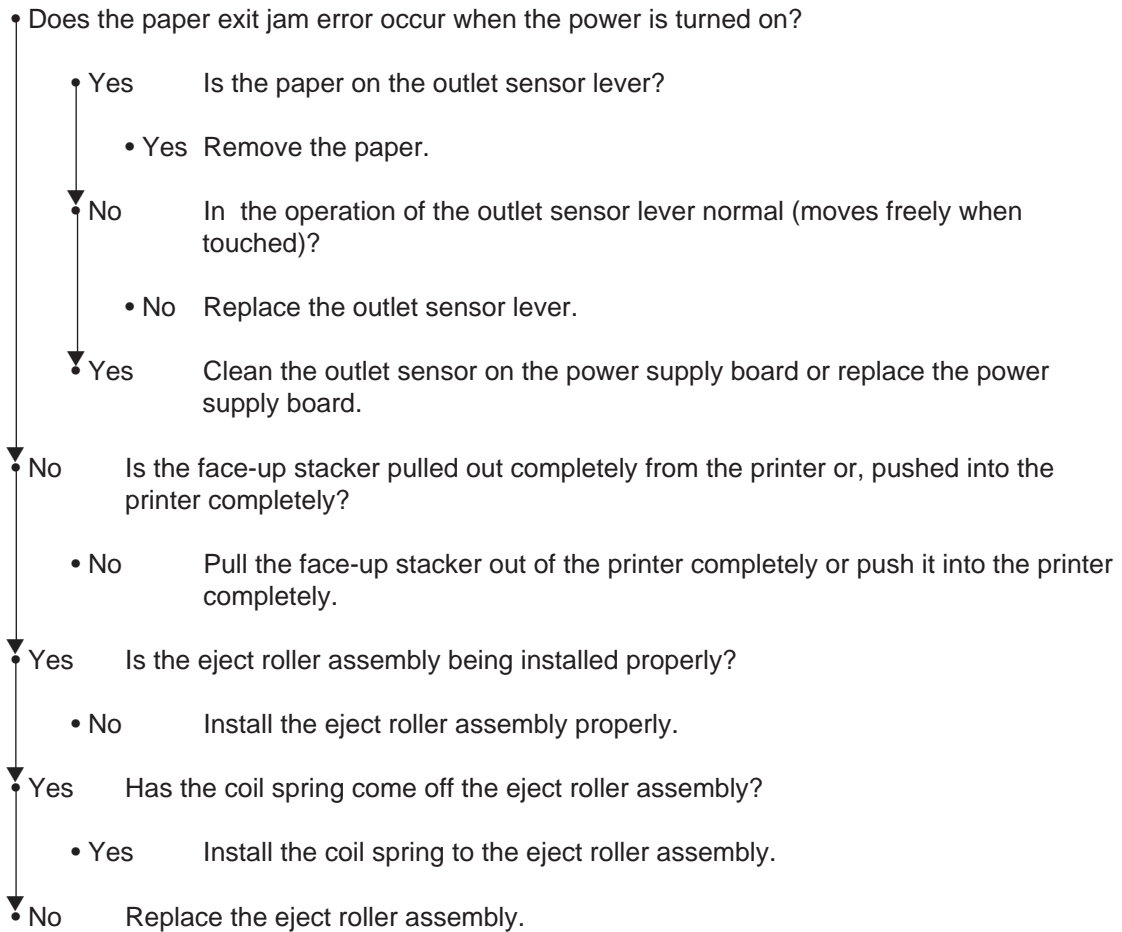 • Does the paper exit jam error occur when the power is turned on?
• Yes Is the paper on the outlet sensor lever?
• Yes Remove the paper.
• No In the operation of the outlet sensor lever normal (moves freely when
touched)?
• No Replace the outlet sensor lever.
• Yes Clean the outlet sensor on the power supply board or replace the power
supply board.
• No Is the face-up stacker pulled out completely from the printer or, pushed into the
printer completely?
• No Pull the face-up stacker out of the printer completely or push it into the printer
completely.
• Yes Is the eject roller assembly being installed properly?
• No Install the eject roller assembly properly.
• Yes Has the coil spring come off the eject roller assembly?
• Yes Install the coil spring to the eject roller assembly.
• No Replace the eject roller assembly.